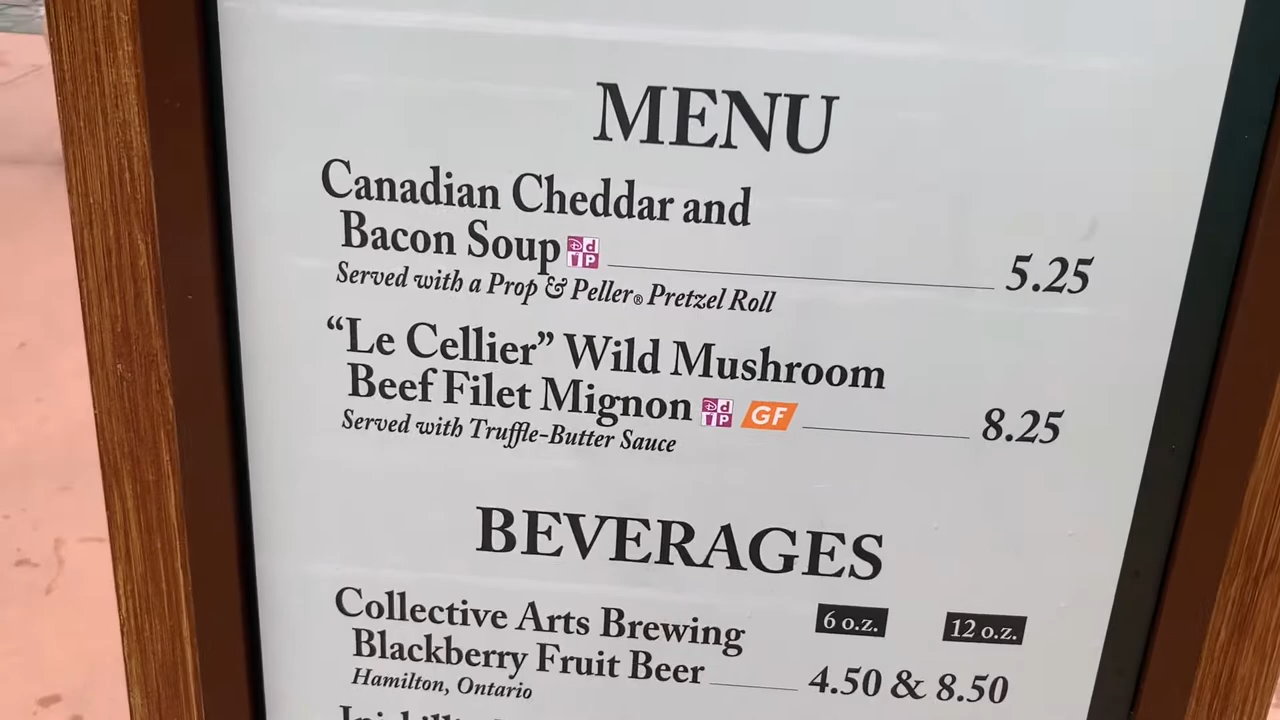 MENU
Canadian Cheddar and
Bacon Soup DdiP 5.25
Served with a Prop & Peller® Pretzel Roll
"Le Cellier" Wild Mushroom
Beef Filet Mignon DdiP GF 8.25
Served with Truffle-Butter Sauce
BEVERAGES
Collective Arts Brewing 6 o.z. 12 o.z.
Blackberry Fruit Beer 4.50 & 8.50
Hamilton, Ontario